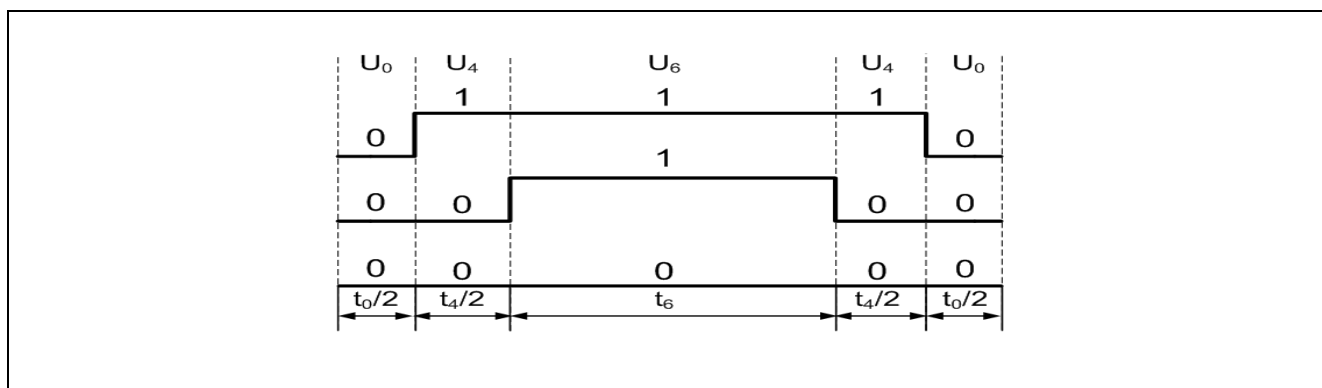 U₀ U₄ U₆ U₄ U₀
1 1 1
0 0
1
0 0 0 0
0 0 0 0 0
t₀/2 t₄/2 t₆ t₄/2 t₀/2